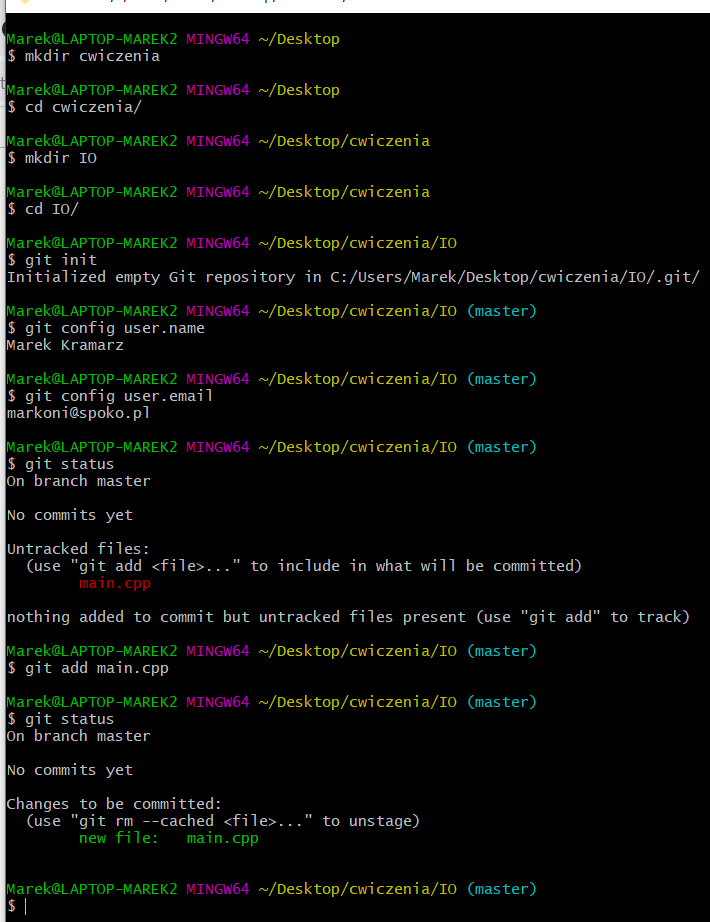 Marek@LAPTOP-MAREK2 MINGW64 ~/Desktop
$ mkdir cwiczenia
Marek@LAPTOP-MAREK2 MINGW64 ~/Desktop
$ cd cwiczenia/
Marek@LAPTOP-MAREK2 MINGW64 ~/Desktop/cwiczenia
$ mkdir IO
Marek@LAPTOP-MAREK2 MINGW64 ~/Desktop/cwiczenia
$ cd IO/
Marek@LAPTOP-MAREK2 MINGW64 ~/Desktop/cwiczenia/IO
$ git init
Initialized empty Git repository in C:/Users/Marek/Desktop/cwiczenia/IO/.git/
Marek@LAPTOP-MAREK2 MINGW64 ~/Desktop/cwiczenia/IO (master)
$ git config user.name
Marek Kramarz
Marek@LAPTOP-MAREK2 MINGW64 ~/Desktop/cwiczenia/IO (master)
$ git config user.email
markoni@spoko.pl
Marek@LAPTOP-MAREK2 MINGW64 ~/Desktop/cwiczenia/IO (master)
$ git status
On branch master
No commits yet
Untracked files:
(use "git add <file>..." to include in what will be committed)
main.cpp
nothing added to commit but untracked files present (use "git add" to track)
Marek@LAPTOP-MAREK2 MINGW64 ~/Desktop/cwiczenia/IO (master)
$ git add main.cpp
Marek@LAPTOP-MAREK2 MINGW64 ~/Desktop/cwiczenia/IO (master)
$ git status
On branch master
No commits yet
Changes to be committed:
(use "git rm --cached <file>..." to unstage)
new file:   main.cpp
Marek@LAPTOP-MAREK2 MINGW64 ~/Desktop/cwiczenia/IO (master)
$